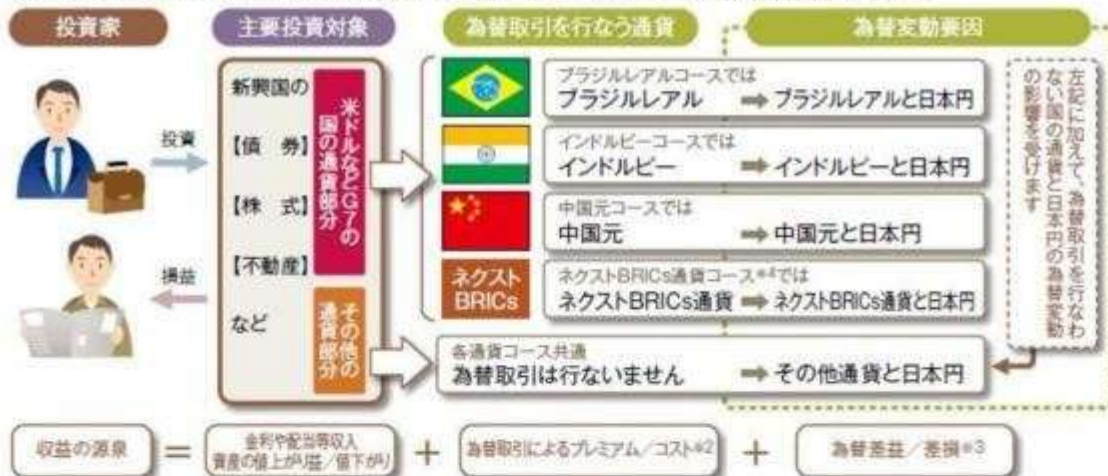 投資家
主要投資対象
為替取引を行なう通貨
為替変動要因
投資
損益
新興国の
【債 券】
【株 式】
【不動産】
など
米ドルなどG7の
国の通貨部分
その他の
通貨部分
ブラジルレアルコースでは
ブラジルレアル ➡ ブラジルレアルと日本円
インドルピーコースでは
インドルピー ➡ インドルピーと日本円
中国元コースでは
中国元 ➡ 中国元と日本円
ネクスト
BRICs
ネクストBRICs通貨コース※4では
ネクストBRICs通貨 ➡ ネクストBRICs通貨と日本円
各通貨コース共通
為替取引は行ないません ➡ その他通貨と日本円
左記に加えて、為替取引を行なわ
ない国の通貨と日本円の為替変動
の影響を受けます
収益の源泉
=
金利や配当等収入
資産の値上がり益/値下がり
+
為替取引によるプレミアム/コスト※2
+
為替差益/差損※3